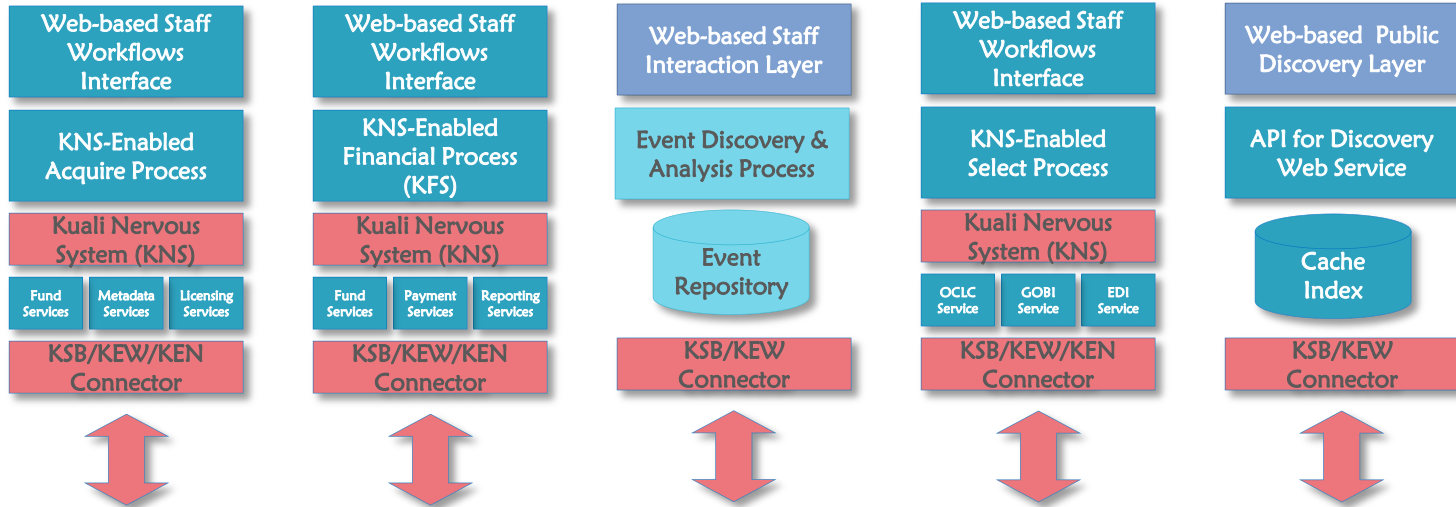 Web-based Staff
Workflows
Interface
KNS-Enabled
Acquire Process
Kuali Nervous
System (KNS)
Fund
Services
Metadata
Services
Licensing
Services
KSB/KEW/KEN
Connector
Web-based Staff
Workflows
Interface
KNS-Enabled
Financial Process
(KFS)
Kuali Nervous
System (KNS)
Fund
Services
Payment
Services
Reporting
Services
KSB/KEW/KEN
Connector
Web-based Staff
Interaction Layer
Event Discovery &
Analysis Process
Event
Repository
KSB/KEW
Connector
Web-based Staff
Workflows
Interface
KNS-Enabled
Select Process
Kuali Nervous
System (KNS)
OCLC
Service
GOBI
Service
EDI
Service
KSB/KEW/KEN
Connector
Web-based Public
Discovery Layer
API for Discovery
Web Service
Cache
Index
KSB/KEW
Connector